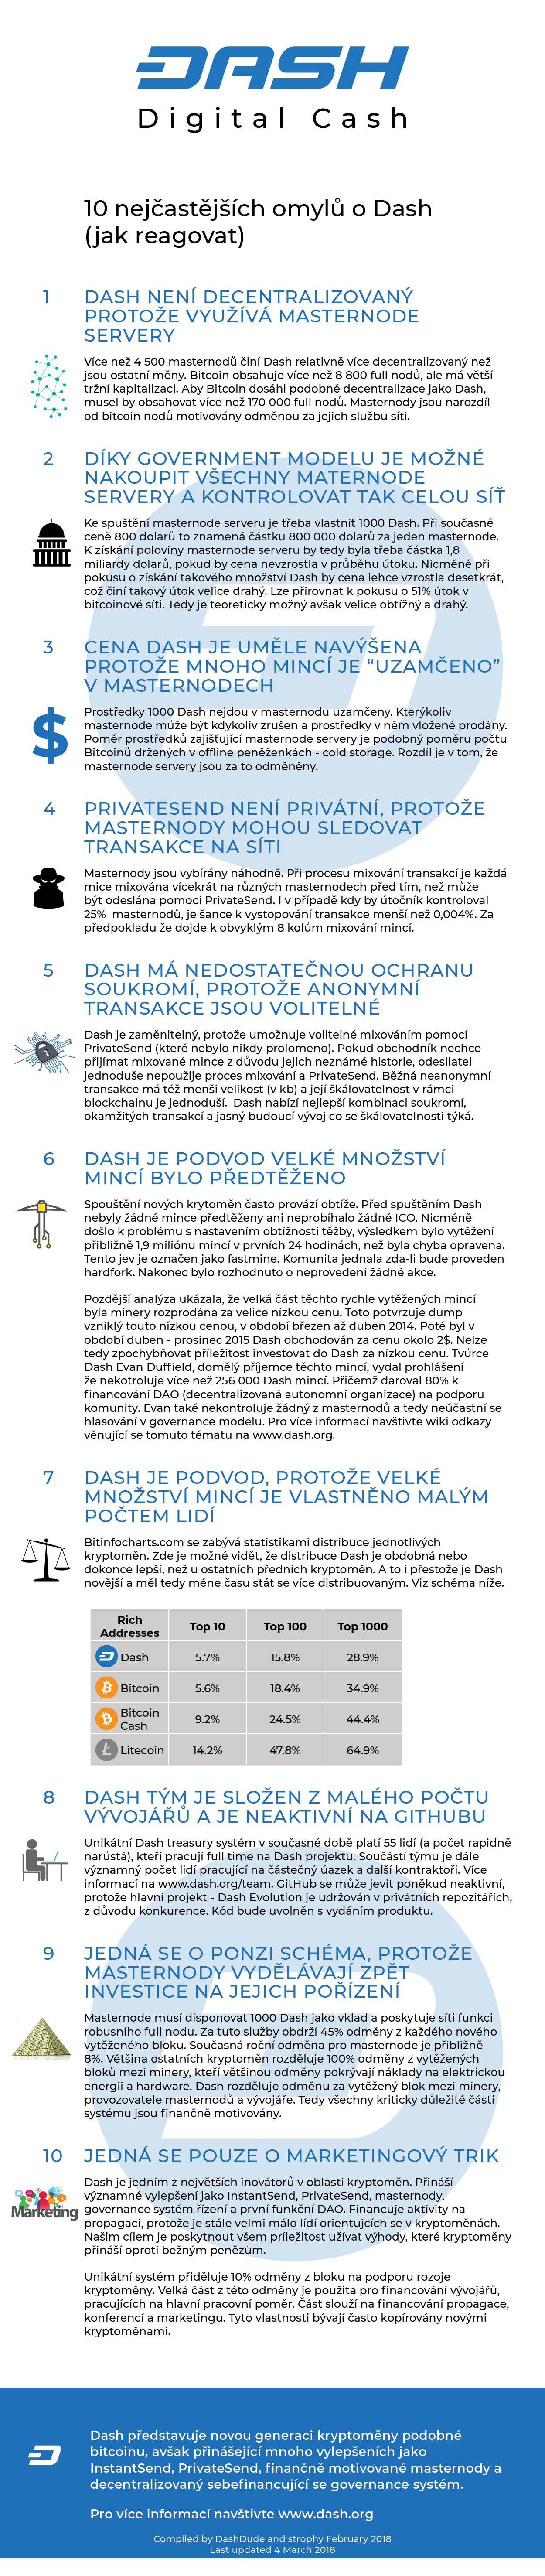 DASH
Digital Cash
10 nejčastějších omylů o Dash
(jak reagovat)
1
DASH NENÍ DECENTRALIZOVANÝ
PROTOŽE VYUŽÍVÁ MASTERNODE
SERVERY
Více než 4 500 masternodů činí Dash relativně více decentralizovaný než
jsou ostatní měny. Bitcoin obsahuje více než 8 800 full nodů, ale má větší
tržní kapitalizaci. Aby Bitcoin dosáhl podobné decentralizace jako Dash,
musel by obsahovat více než 170 000 full nodů. Masternody jsou narozdíl
od bitcoin nodů motivovány odměnou za jejich službu síti.
2
DÍKY GOVERNMENT MODELU JE MOŽNÉ
NAKOUPIT VŠECHNY MATERNODE
SERVERY A KONTROLOVAT TAK CELOU SÍŤ
Ke spuštění masternode serveru je třeba vlastnit 1000 Dash. Při současné
ceně 800 dolarů to znamená částku 800 000 dolarů za jeden masternode.
K získání poloviny masternode serveru by tedy byla třeba částka 1,8
miliardy dolarů, pokud by cena nevzrostla v průběhu útoku. Nicméně při
pokusu o získání takového množství Dash by cena lehce vzrostla desetkrát,
což činí takový útok velice drahý. Lze přirovnat k pokusu o 51% útok v
bitcoinové síti. Tedy je teoreticky možný avšak velice obtížný a drahý.
3
CENA DASH JE UMĚLE NAVÝŠENA
PROTOŽE MNOHO MINCÍ JE “UZAMČENO”
V MASTERNODECH
Prostředky 1000 Dash nejdou v masternodu uzamčeny. Kterýkoliv
masternode může být kdykoliv zrušen a prostředky v něm vložené prodány.
Poměr prostředků zajišťující masternode servery je podobný poměru počtu
Bitcoinů držených v offline peněženkách - cold storage. Rozdíl je v tom, že
masternode servery jsou za to odměněny.
4
PRIVATESEND NENÍ PRIVÁTNÍ, PROTOŽE
MASTERNODY MOHOU SLEDOVAT
TRANSAKCE NA SÍTI
Masternody jsou vybírány náhodně. Při procesu mixování transakcí je každá
mice mixována vícekrát na různých masternodech před tím, než může
být odeslána pomocí PrivateSend. I v případě kdy by útočník kontroloval
25% masternodů, je šance k vystopování transakce menší než 0,004%. Za
předpokladu že dojde k obvyklým 8 kolům mixování mincí.
5
DASH MÁ NEDOSTATEČNOU OCHRANU
SOUKROMÍ, PROTOŽE ANONYMNÍ
TRANSAKCE JSOU VOLITELNÉ
Dash je zaměnitelný, protože umožnuje volitelné mixováním pomocí
PrivateSend (které nebylo nikdy polomeno). Pokud obchodník nechce
přijímat mixované mince z důvodu jejich neznámé historie, odesilatel
jednoduše nepoužije proces mixování a PrivateSend. Běžná neanonymní
transakce má též menši velikost (v kb) a její škálovatelnost v rámci
blockchainu je jednoduší. Dash nabízí nejlepší kombinaci soukromí,
okamžitých transakcí a jasný budoucí vývoj co se škálovatelnosti týká.
6
DASH JE PODVOD VELKÉ MNOŽSTVÍ
MINCÍ BYLO PŘEDTĚŽENO
Spouštění nových krytoměn často provází obtíže. Před spuštěním Dash
nebyly žádné mince předtěženy ani neprobíhalo žádné ICO. Nicméně
došlo k problému s nastavením obtížnosti těžby, výsledkem bylo vytěžení
přibližně 1,9 miliónu mincí v prvních 24 hodinách, než byla chyba opravena.
Tento jev je označen jako fastmine. Komunita jednala zda-li bude proveden
hardfork. Nakonec bylo rozhodnuto o neprovedení žádné akce.
Pozdější analýza ukázala, že velká část těchto rychle vytěžených mincí
byla minery rozprodána za velice nízkou cenu. Toto potvrzuje dump
vzniklý touto nízkou cenou, v období březen až duben 2014. Poté byl v
období duben - prosinec 2015 Dash obchodován za cenu okolo 2$. Nelze
tedy zpochybňovat příležitost investovat do Dash za nízkou cenu. Tvůrce
Dash Evan Duffield, domělý příjemce těchto mincí, vydal prohlášení
že nekotroluje více než 256 000 Dash mincí. Přičemž daroval 80% k
financování DAO (decentralizovaná autonomní organizace) na podporu
komunity. Evan také nekontroluje žádný z masternodů a tedy neúčastní se
hlasování v governance modelu. Pro více informací navštivte wiki odkazy
věnující se tomuto tématu na www.dash.org.
7
DASH JE PODVOD, PROTOŽE VELKÉ
MNOŽSTVÍ MINCÍ JE VLASTNĚNO MALÝM
POČTEM LIDÍ
Bitinfocharts.com se zabývá statistikami distribuce jednotlivých
kryptoměn. Zde je možné vidět, že distribuce Dash je obdobná nebo
dokonce lepší, než u ostatních předních kryptoměn. A to i přestože je Dash
novější a měl tedy méne času stát se více distribuovaným. Viz schéma níže.
Rich Addresses Top 10 Top 100 Top 1000
Dash 5.7% 15.8% 28.9%
Bitcoin 5.6% 18.4% 34.9%
Bitcoin Cash 9.2% 24.5% 44.4%
Litecoin 14.2% 47.8% 64.9%
8
DASH TÝM JE SLOŽEN Z MALÉHO POČTU
VÝVOJÁŘŮ A JE NEAKTIVNÍ NA GITHUBU
Unikátní Dash treasury systém v současné době platí 55 lidí (a počet rapidně
narůstá), kteří pracují full time na Dash projektu. Součástí týmu je dále
významný počet lidí pracující na částečný úzazek a další kontraktoři. Více
informací na www.dash.org/team. GitHub se může jevit poněkud neaktivní,
protože hlavní projekt - Dash Evolution je udržován v privátních repozitářích,
z důvodu konkurence. Kód bude uvolněn s vydáním produktu.
9
JEDNÁ SE O PONZI SCHÉMA, PROTOŽE
MASTERNODY VYDĚLÁVAJÍ ZPĚT
INVESTICE NA JEJICH POŘÍZENÍ
Masternode musí disponovat 1000 Dash jako vklad a poskytuje síti funkci
robusního full nodu. Za tuto služby obdrží 45% odměny z každého nového
vytěženého bloku. Současná roční odměna pro masternode je přibližně
8%. Většina ostatních kryptoměn rozděluje 100% odměny z vytěžených
bloků mezi minery, kteří většinou odměny pokrývají náklady na elektrickou
energii a hardware. Dash rozděluje odměnu za vytěžený blok mezi minery,
provozovatele masternodů a vývojáře. Tedy všechny kriticky důležité části
systému jsou finančně motivovány.
10
JEDNÁ SE POUZE O MARKETINGOVÝ TRIK
Marketing
Dash je jedním z největších inovátorů v oblasti kryptoměn. Přináší
významné vylepšení jako InstantSend, PrivateSend, masternody,
governance systém řízení a první funkční DAO. Financuje aktivity na
propagaci, protože je stále velmi málo lídí orientujcích se v kryptoměnách.
Našim cílem je poskytnout všem príležitost užívat výhody, které kryptoměny
přináší oproti bežným penězům.
Unikátní systém přiděluje 10% odměny z bloku na podporu rozoje
kryptoměny. Velká část z této odměny je použita pro financování vývojářů,
pracujících na hlavní pracovní poměr. Část slouží na financování propagace,
konferencí a marketingu. Tyto vlastnosti bývají často kopírovány novými
kryptoměnami.
Dash představuje novou generaci kryptoměny podobné
bitcoinu, avšak přinášející mnoho vylepšeních jako
InstantSend, PrivateSend, finančně motivované masternody a
decentralizovaný sebefinancující se governance systém.
Pro více informací navštivte www.dash.org
Compiled by DashDude and strophy February 2018
Last updated 4 March 2018